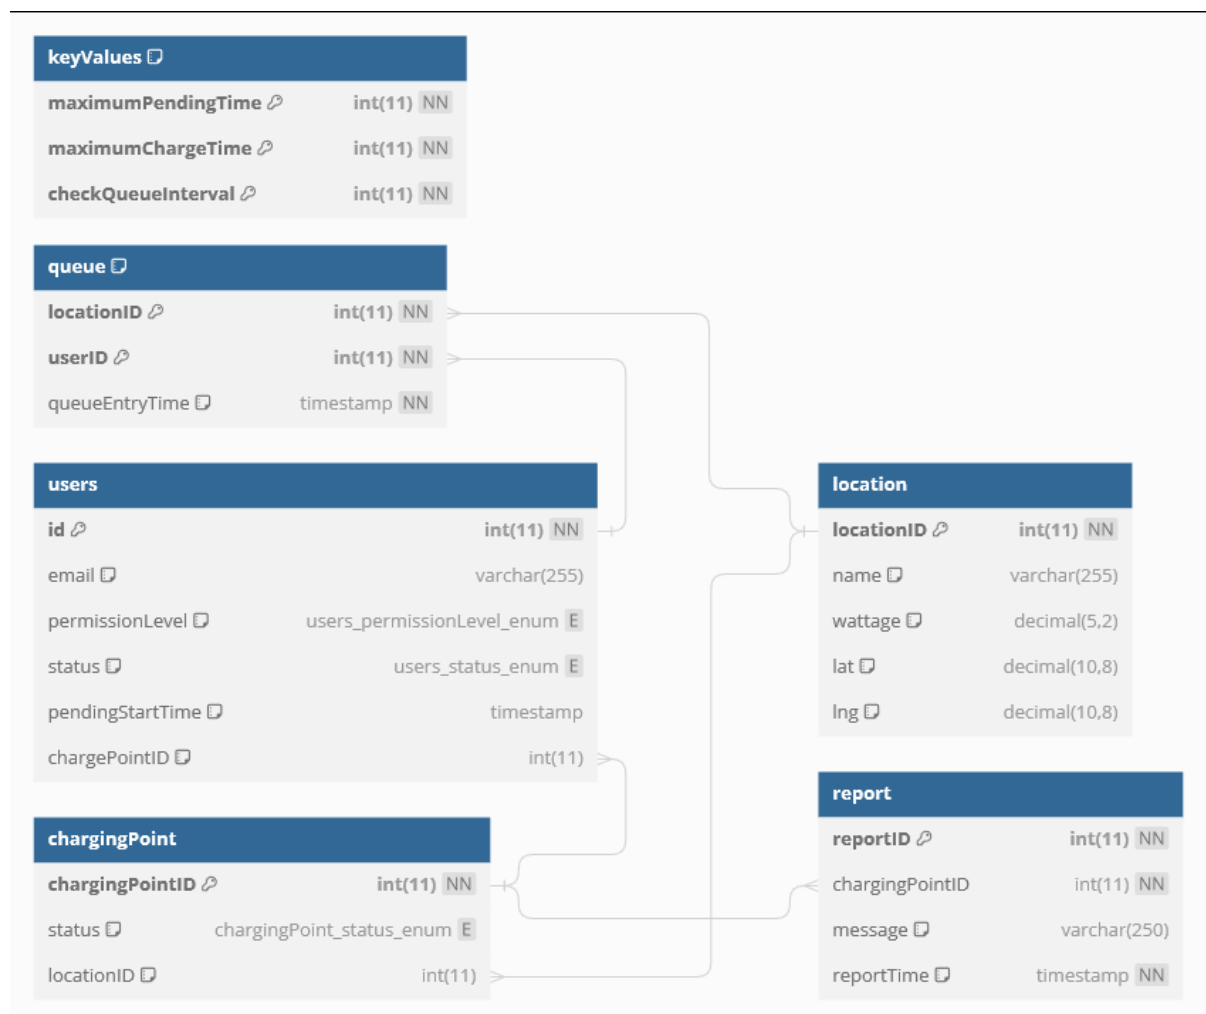 keyValues
maximumPendingTime int(11) NN
maximumChargeTime int(11) NN
checkQueueInterval int(11) NN
queue
locationID int(11) NN
userID int(11) NN
queueEntryTime timestamp NN
users
id int(11) NN
email varchar(255)
permissionLevel users_permissionLevel_enum E
status users_status_enum E
pendingStartTime timestamp
chargePointID int(11)
chargingPoint
chargingPointID int(11) NN
status chargingPoint_status_enum E
locationID int(11)
location
locationID int(11) NN
name varchar(255)
wattage decimal(5,2)
lat decimal(10,8)
lng decimal(10,8)
report
reportID int(11) NN
chargingPointID int(11) NN
message varchar(250)
reportTime timestamp NN